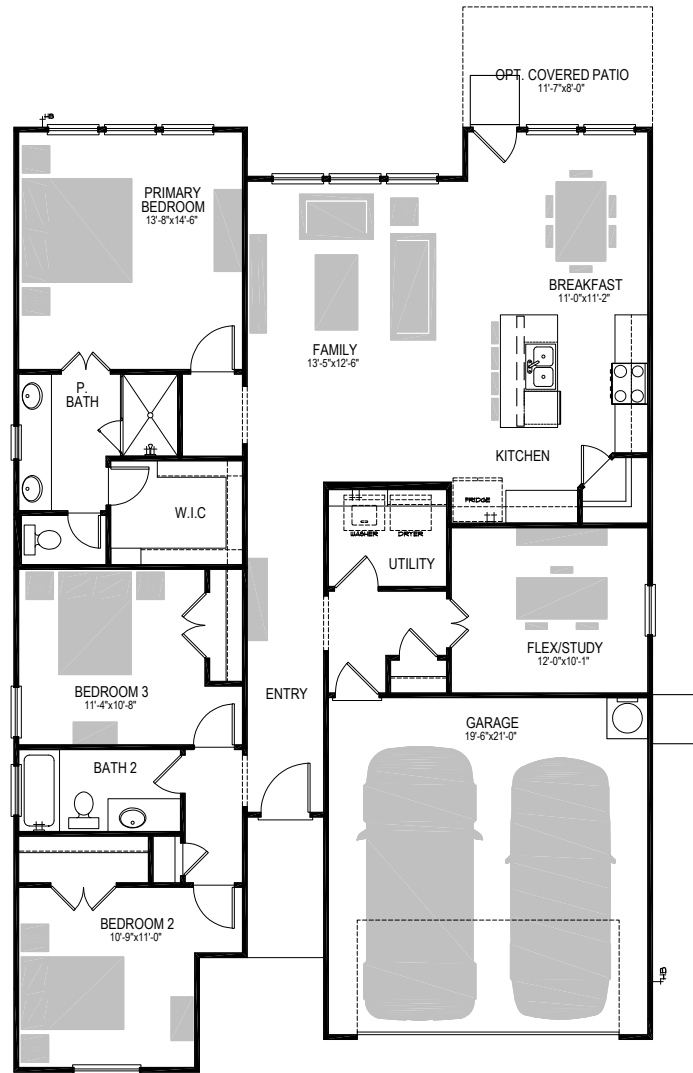 OPT. COVERED PATIO
11'-7"x8'-0"
HB
PRIMARY
BEDROOM
13'-8"x14'-6"
BREAKFAST
11'-0"x11'-2"
FAMILY
13'-5"x12'-6"
P.
BATH
KITCHEN
W.I.C
FRIDGE
WASHER
DRYER
UTILITY
FLEX/STUDY
12'-0"x10'-1"
BEDROOM 3
11'-4"x10'-8"
ENTRY
GARAGE
19'-6"x21'-0"
BATH 2
BEDROOM 2
10'-9"x11'-0"
HB